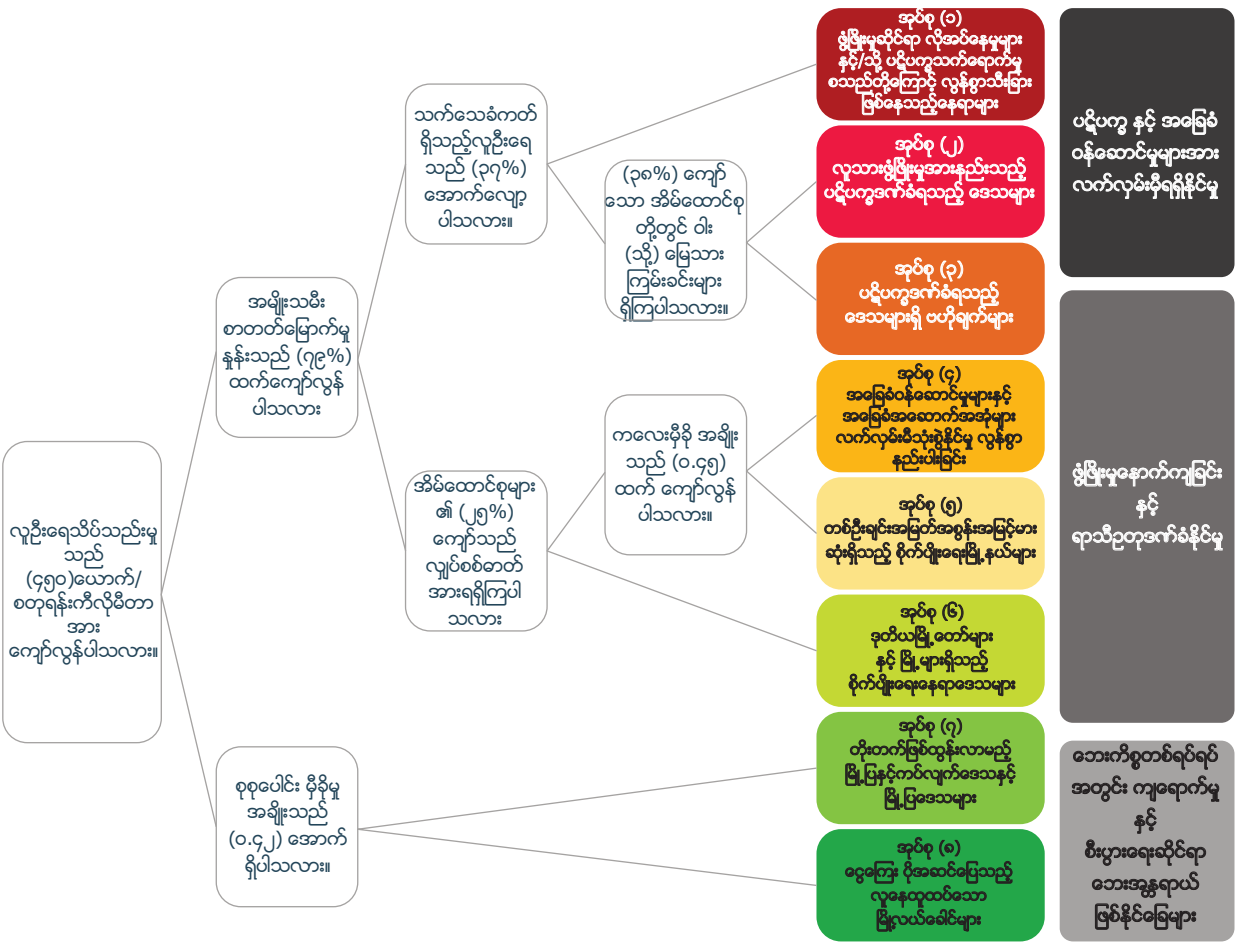 လူဦးရေသိပ်သည်းမှု
သည်
(၄၅၀)ယောက်/
စတုရန်းကီလိုမီတာ
အား
ကျော်လွန်ပါသလား။
အမျိုးသမီး
စာတတ်မြောက်မှု
နှုန်းသည် (၇၉%)
ထက်ကျော်လွန်
ပါသလား
စုစုပေါင်း မှီခိုမှု
အချိုးသည်
(၀.၄၂) အောက်
ရှိပါသလား။
သက်သေခံကတ်
ရှိသည့်လူဦးရေ
သည် (၃၇%)
အောက်လျော့
ပါသလား။
အိမ်ထောင်စုများ
၏ (၂၅%)
ကျော်သည်
လျှပ်စစ်ဓာတ်
အားရရှိကြပါ
သလား
(၃၈%) ကျော်
သော အိမ်ထောင်စု
တို့တွင် ဝါး
(သို့) မြေသား
ကြမ်းခင်းများ
ရှိကြပါသလား။
ကလေးမှီခို အချိုး
သည် (၀.၄၅)
ထက် ကျော်လွန်
ပါသလား။
အုပ်စု (၁)
ဖွံ့ဖြိုးမှုဆိုင်ရာ လိုအပ်နေမှုများ
နှင့်/သို့ ပဋိပက္ခသက်ရောက်မှု
စသည်တို့ကြောင့် လွန်စွာသီးခြား
ဖြစ်နေသည့်နေရာများ
အုပ်စု (၂)
လူသားဖွံ့ဖြိုးမှုအားနည်းသည့်
ပဋိပက္ခဒဏ်ခံရသည့် ဒေသများ
အုပ်စု (၃)
ပဋိပက္ခဒဏ်ခံရသည့်
ဒေသများရှိ ဗဟိုချက်များ
အုပ်စု (၄)
အခြေခံဝန်ဆောင်မှုများနှင့်
အခြေခံအဆောက်အအုံများ
လက်လှမ်းမီသုံးစွဲနိုင်မှု လွန်စွာ
နည်းပါးခြင်း
အုပ်စု (၅)
တစ်ဦးချင်းအမြတ်အစွန်းအမြင့်မား
ဆုံးရှိသည့် စိုက်ပျိုးရေးမြို့နယ်များ
အုပ်စု (၆)
ဒုတိယမြို့တော်များ
နှင့် မြို့များရှိသည့်
စိုက်ပျိုးရေးနေရာဒေသများ
အုပ်စု (၇)
တိုးတက်ဖြစ်ထွန်းလာမည့်
မြို့ပြနှင့်ကပ်လျက်ဒေသနှင့်
မြို့ပြဒေသများ
အုပ်စု (၈)
ငွေကြေး ပိုအဆင်ပြေသည့်
လူနေထူထပ်သော
မြို့လယ်ခေါင်များ
ပဋိပက္ခ နှင့် အခြေခံ
ဝန်ဆောင်မှုများအား
လက်လှမ်းမှီရရှိနိုင်မှု
ဖွံ့ဖြိုးမှုနောက်ကျခြင်း
နှင့်
ရာသီဥတုဒဏ်ခံနိုင်မှု
ဘေးကိစ္စတစ်ရပ်ရပ်
အတွင်း ကျရောက်မှု
နှင့်
စီးပွားရေးဆိုင်ရာ
ဘေးအန္တရာယ်
ဖြစ်နိုင်ခြေများ